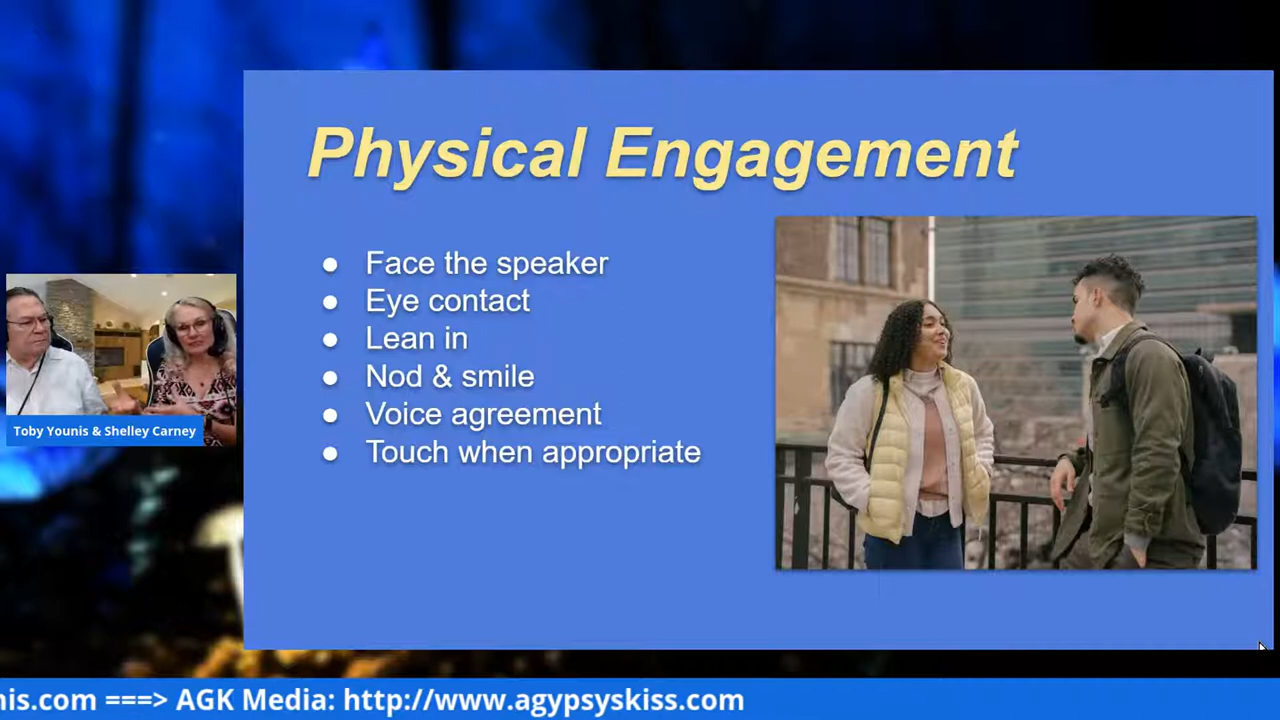 Physical Engagement
● Face the speaker
● Eye contact
● Lean in
● Nod & smile
● Voice agreement
● Touch when appropriate
Toby Younis & Shelley Carney
nis.com ===> AGK Media: http://www.agypsyskiss.com